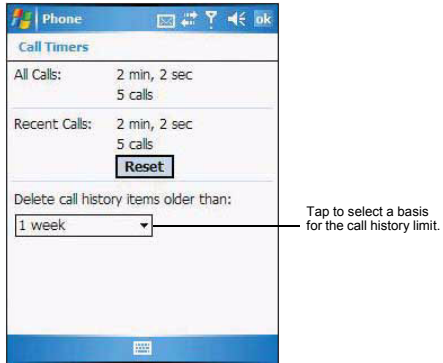 Phone ok
Call Timers
All Calls: 2 min, 2 sec
5 calls
Recent Calls: 2 min, 2 sec
5 calls
Reset
Delete call history items older than:
1 week
Tap to select a basis
for the call history limit.